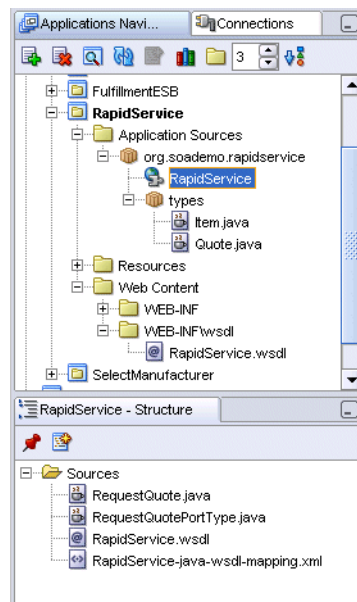 Applications Navi...
Connections
3
FulfillmentESB
RapidService
Application Sources
org.soademo.rapidservice
RapidService
types
Item.java
Quote.java
Resources
Web Content
WEB-INF
WEB-INF\wsdl
RapidService.wsdl
SelectManufacturer
RapidService - Structure
Sources
RequestQuote.java
RequestQuotePortType.java
RapidService.wsdl
RapidService-java-wsdl-mapping.xml